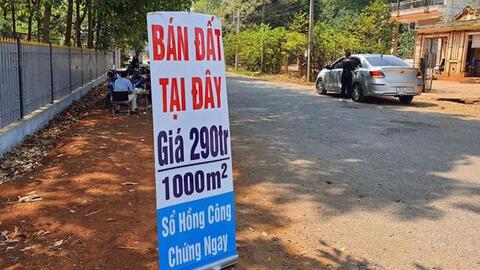 BÁN ĐẤT
TẠI ĐÂY
Giá 290tr
1000m²
Sổ Hồng Công
Chứng Ngay